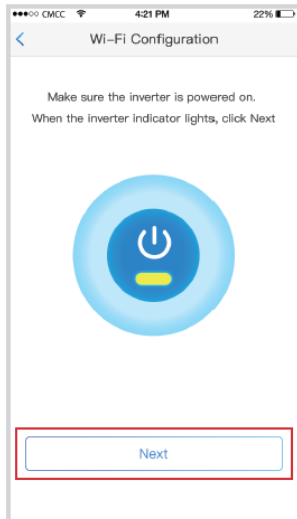 CMCC 4:21 PM 22%
Wi-Fi Configuration
Make sure the inverter is powered on.
When the inverter indicator lights, click Next
Next